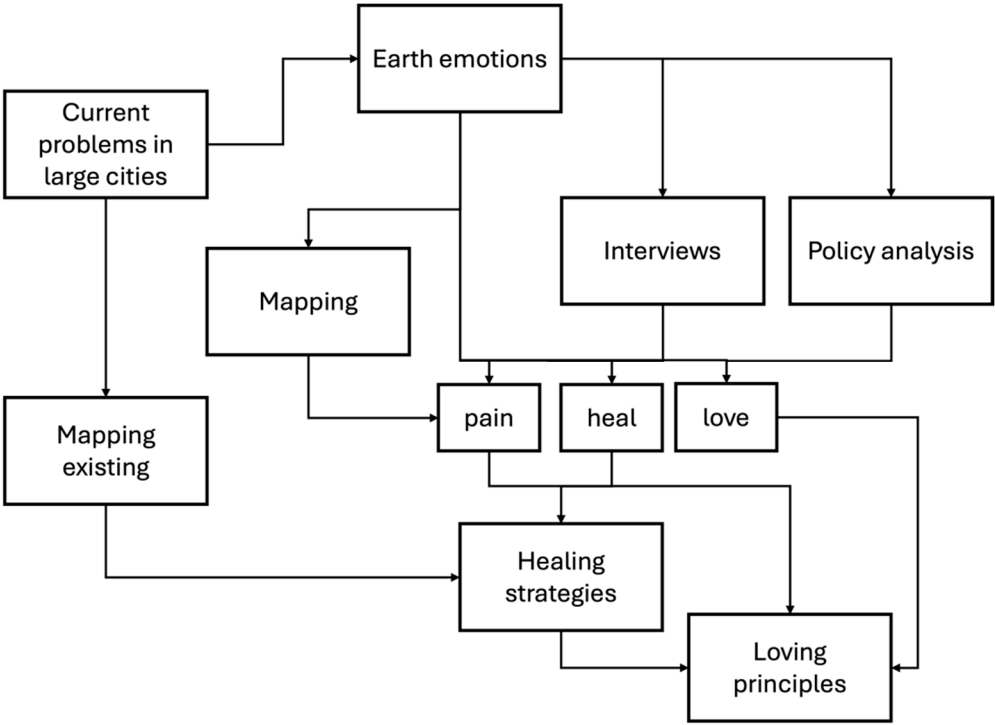 Earth emotions
Current
problems in
large cities
Interviews
Policy analysis
Mapping
pain
heal
love
Mapping
existing
Healing
strategies
Loving
principles